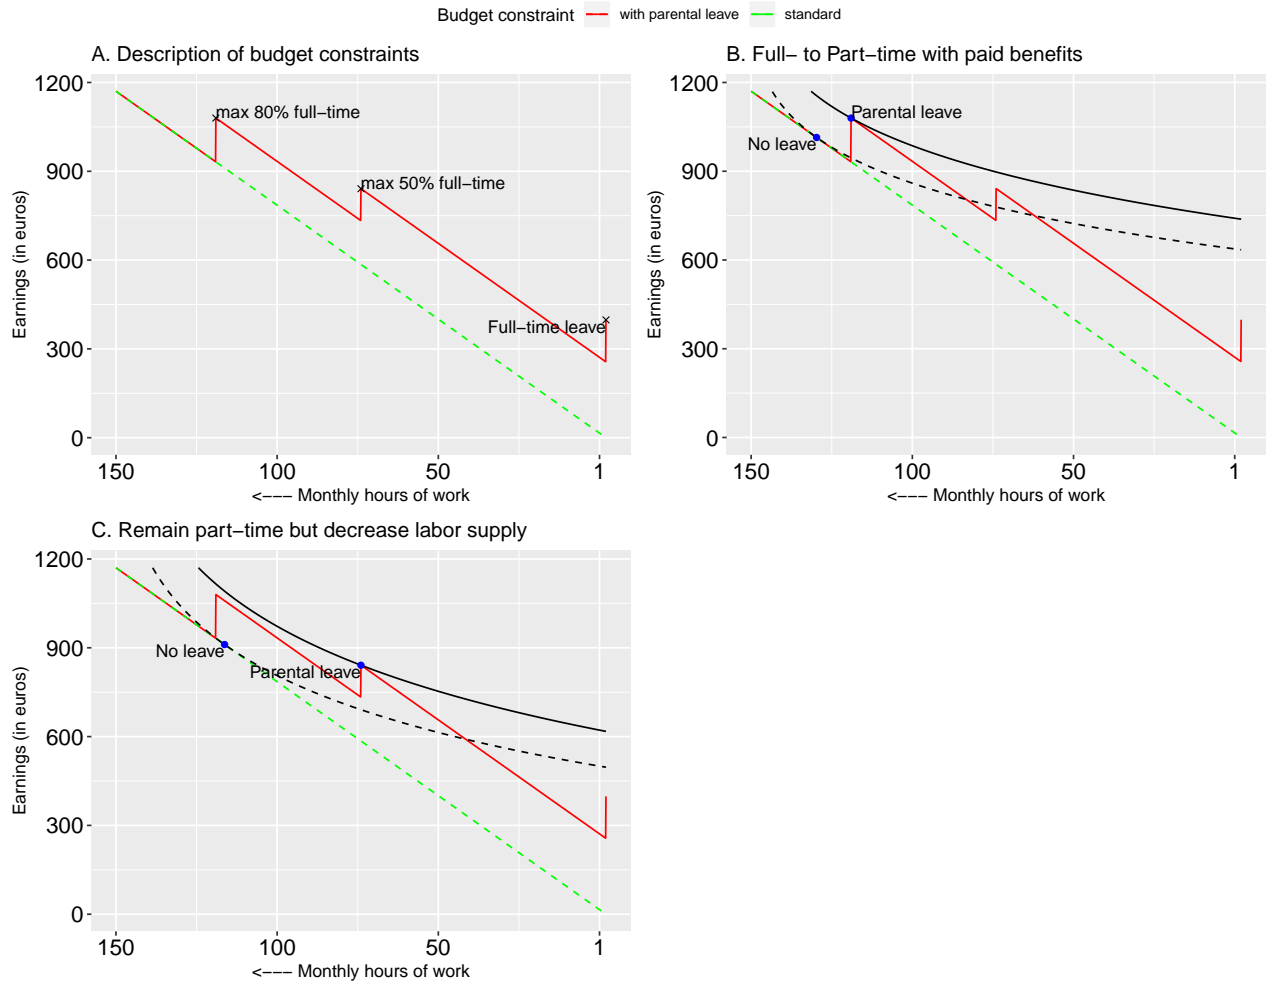 Budget constraint with parental leave standard
A. Description of budget constraints
1200
900
600
300
0
Earnings (in euros)
max 80% full−time
max 50% full−time
Full−time leave
150 100 50 1
<−−− Monthly hours of work
B. Full− to Part−time with paid benefits
1200
900
600
300
0
Earnings (in euros)
Parental leave
No leave
150 100 50 1
<−−− Monthly hours of work
C. Remain part−time but decrease labor supply
1200
900
600
300
0
Earnings (in euros)
No leave
Parental leave
150 100 50 1
<−−− Monthly hours of work